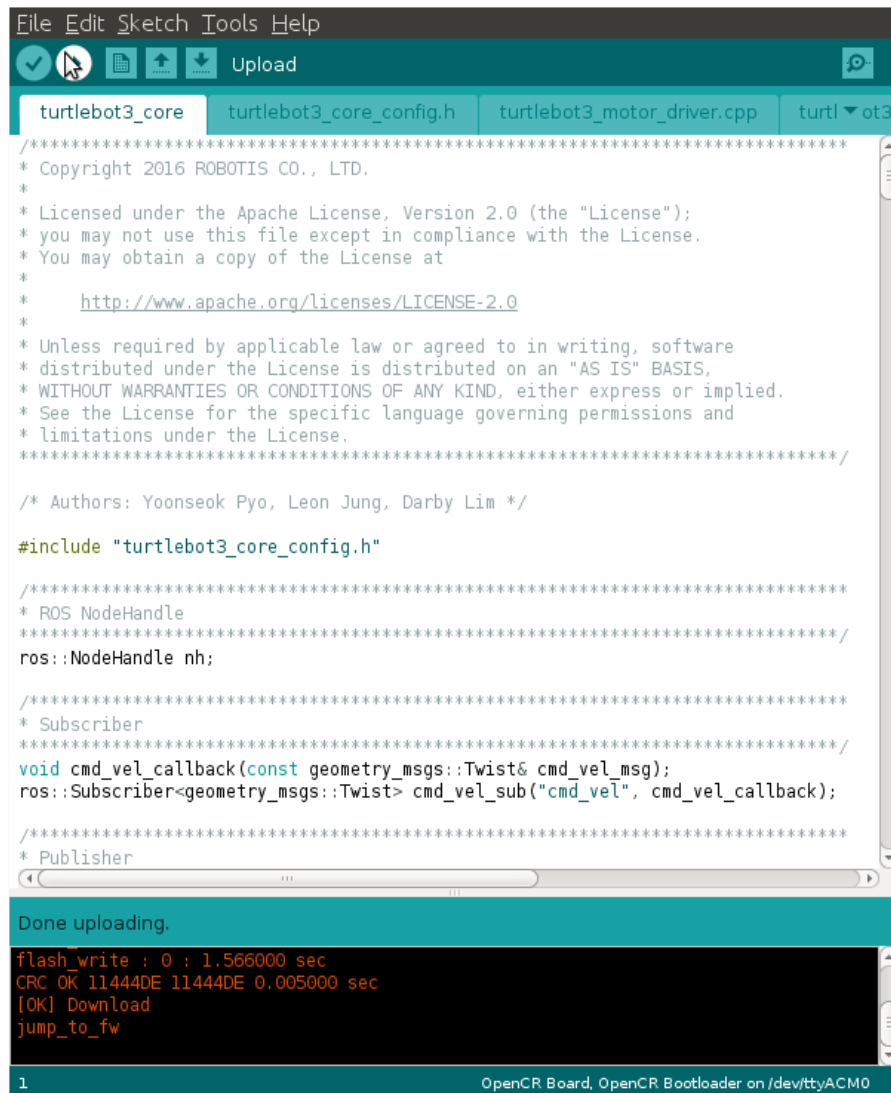 File Edit Sketch Tools Help
Upload
turtlebot3_core turtlebot3_core_config.h turtlebot3_motor_driver.cpp turtl ot3
/*******************************************************************************
* Copyright 2016 ROBOTIS CO., LTD.
*
* Licensed under the Apache License, Version 2.0 (the "License");
* you may not use this file except in compliance with the License.
* You may obtain a copy of the License at
*
*     http://www.apache.org/licenses/LICENSE-2.0
*
* Unless required by applicable law or agreed to in writing, software
* distributed under the License is distributed on an "AS IS" BASIS,
* WITHOUT WARRANTIES OR CONDITIONS OF ANY KIND, either express or implied.
* See the License for the specific language governing permissions and
* limitations under the License.
*******************************************************************************/
/* Authors: Yoonseok Pyo, Leon Jung, Darby Lim */
#include "turtlebot3_core_config.h"
/*******************************************************************************
* ROS NodeHandle
*******************************************************************************/
ros::NodeHandle nh;
/*******************************************************************************
* Subscriber
*******************************************************************************/
void cmd_vel_callback(const geometry_msgs::Twist& cmd_vel_msg);
ros::Subscriber<geometry_msgs::Twist> cmd_vel_sub("cmd_vel", cmd_vel_callback);
/*******************************************************************************
* Publisher
Done uploading.
flash_write : 0 : 1.566000 sec
CRC OK 11444DE 11444DE 0.005000 sec
[OK] Download
jump_to_fw
1 OpenCR Board, OpenCR Bootloader on /dev/ttyACM0